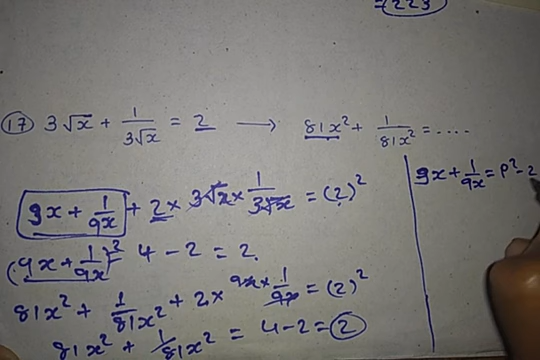 = 223
17) 3√x + 1/(3√x) = 2 → 81x² + 1/(81x²) = ....
9x + 1/(9x) + 2 × 3√x × 1/(3√x) = (2)²
(9x + 1/(9x))² = 4 - 2 = 2.
81x² + 1/(81x²) + 2 × 9x × 1/(9x) = (2)²
81x² + 1/(81x²) = 4 - 2 = 2
9x + 1/(9x) = P² - 2